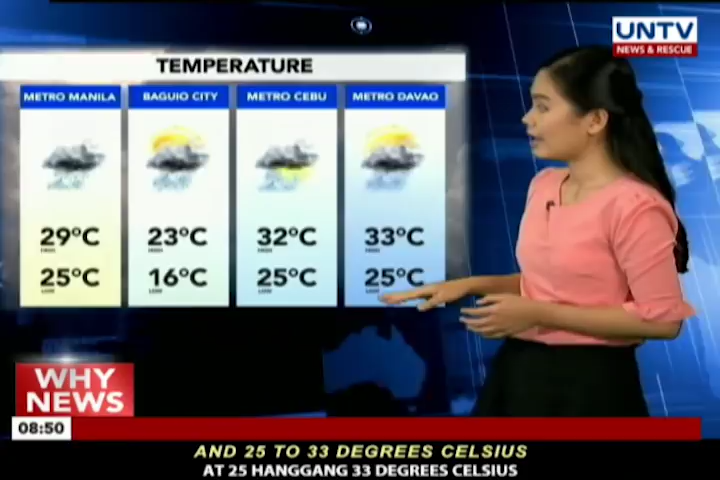 UNTV
NEWS & RESCUE
TEMPERATURE
METRO MANILA
BAGUIO CITY
METRO CEBU
METRO DAVAO
29°C
23°C
32°C
33°C
25°C
16°C
25°C
25°C
WHY
NEWS
08:50
AND 25 TO 33 DEGREES CELSIUS
AT 25 HANGGANG 33 DEGREES CELSIUS